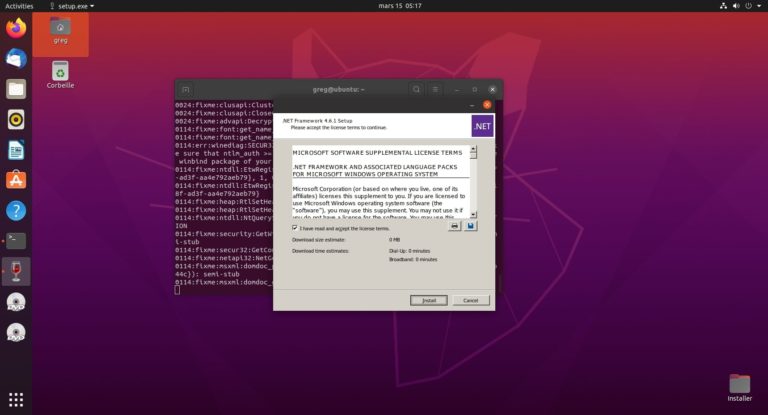 Activities
setup.exe
mars 15 05:17
greg
Corbeille
greg@ubuntu: ~
0024:fixme:clusapi:Cluste
0024:fixme:clusapi:Close
0024:fixme:advapi:Decryp
0114:fixme:font:get_name_
0114:fixme:font:get_name_
0114:err:winediag:SECUR32
e sure that ntlm_auth >=
winbind package of your
0114:fixme:ntdll:EtwRegis
-ad3f-aa4e792aeb79}, 1,
0114:fixme:ntdll:EtwRegis
8f-ad3f-aa4e792aeb79}
0114:fixme:heap:RtlSetHea
0114:fixme:heap:RtlSetHea
0114:fixme:ntdll:NtQueryS
ION
0114:fixme:security:GetW
i-stub
0114:fixme:secur32:GetCo
0114:fixme:netapi32:NetG
0114:fixme:msxml:domdoc_
44c}): semi-stub
0114:fixme:msxml:domdoc_
.NET Framework 4.6.1 Setup
Please accept the license terms to continue.
.NET
MICROSOFT SOFTWARE SUPPLEMENTAL LICENSE TERMS
.NET FRAMEWORK AND ASSOCIATED LANGUAGE PACKS
FOR MICROSOFT WINDOWS OPERATING SYSTEM
Microsoft Corporation (or based on where you live, one of its
affiliates) licenses this supplement to you. If you are licensed to
use Microsoft Windows operating system software (the
"software"), you may use this supplement. You may not use it if
you do not have a license for the software. You may use this
I have read and accept the license terms.
Download size estimate: 0 MB
Download time estimates: Dial-Up: 0 minutes
Broadband: 0 minutes
Install
Cancel
Installer